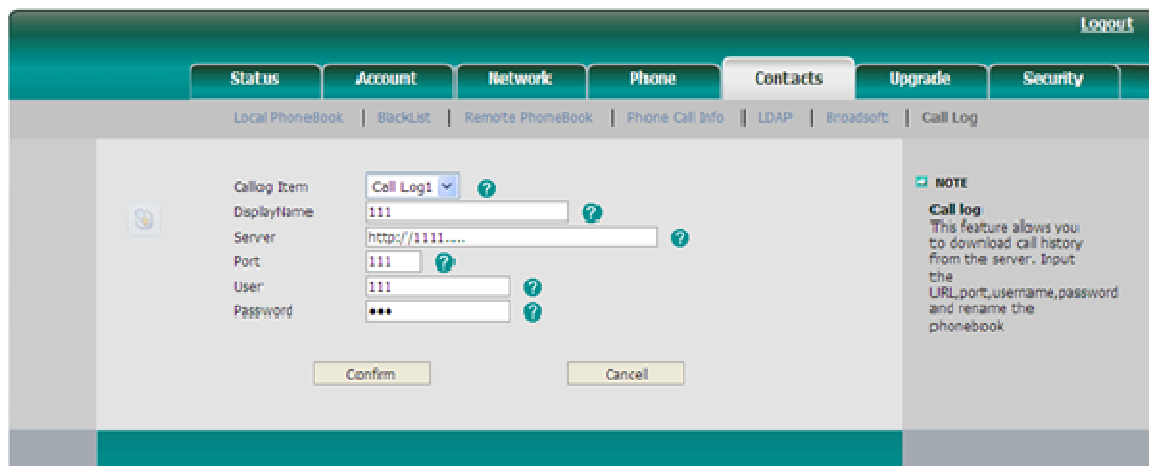 Logout
Status Account Network Phone Contacts Upgrade Security
Local PhoneBook | BlackList | Remote PhoneBook | Phone Call Info | LDAP | Broadsoft | Call Log
Callog Item Call Log1 ?
DisplayName 111 ?
Server http://1111..... ?
Port 111 ?
User 111 ?
Password ••• ?
Confirm Cancel
NOTE
Call log
This feature allows you
to download call history
from the server. Input
the
URL,port,username,password
and rename the
phonebook